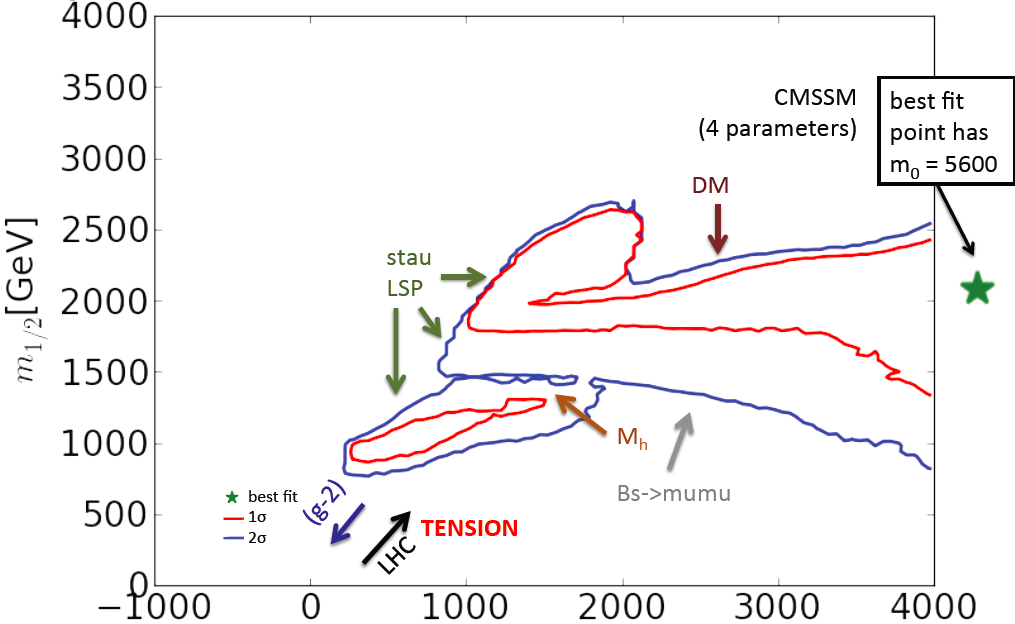 4000
3500
3000
2500
2000
1500
1000
500
0
m1/2[GeV]
−1000
0
1000
2000
3000
4000
CMSSM
(4 parameters)
best fit
point has
m0 = 5600
DM
stau
LSP
Mh
Bs->mumu
(g-2)
LHC
TENSION
best fit
1σ
2σ